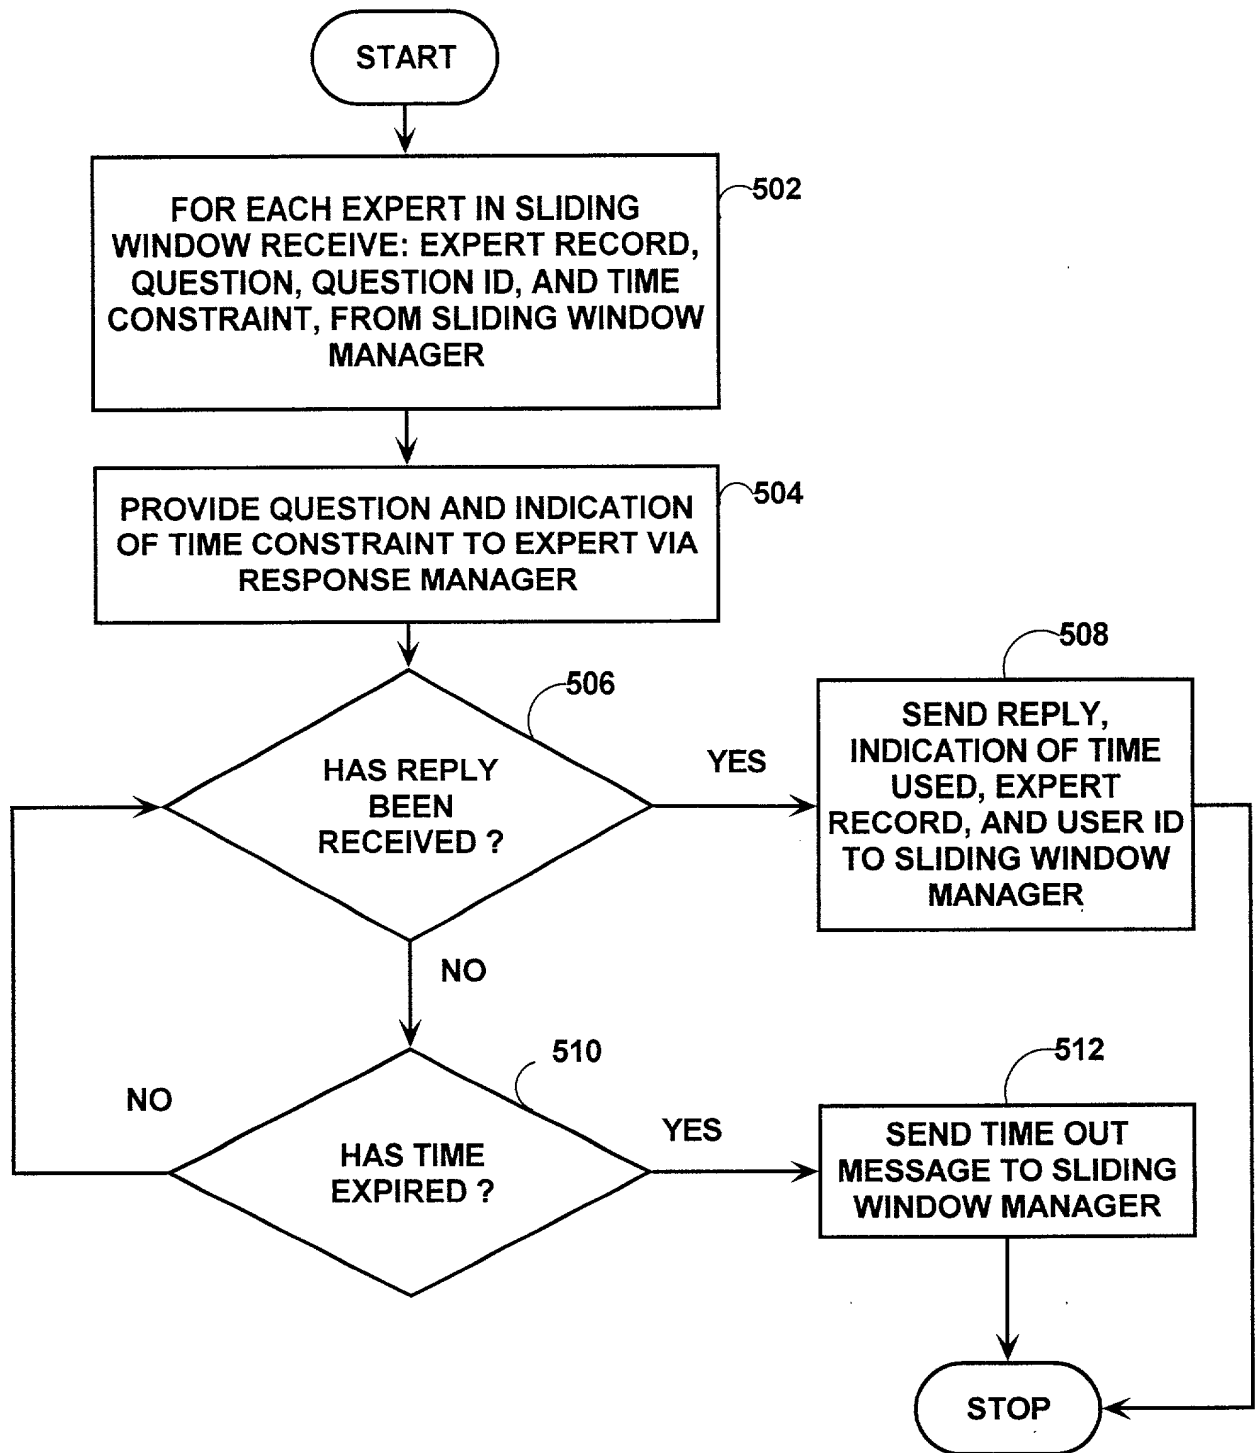 START
502
FOR EACH EXPERT IN SLIDING
WINDOW RECEIVE: EXPERT RECORD,
QUESTION, QUESTION ID, AND TIME
CONSTRAINT, FROM SLIDING WINDOW
MANAGER
504
PROVIDE QUESTION AND INDICATION
OF TIME CONSTRAINT TO EXPERT VIA
RESPONSE MANAGER
506
HAS REPLY
BEEN
RECEIVED ?
YES
508
SEND REPLY,
INDICATION OF TIME
USED, EXPERT
RECORD, AND USER ID
TO SLIDING WINDOW
MANAGER
NO
510
NO
HAS TIME
EXPIRED ?
YES
512
SEND TIME OUT
MESSAGE TO SLIDING
WINDOW MANAGER
STOP